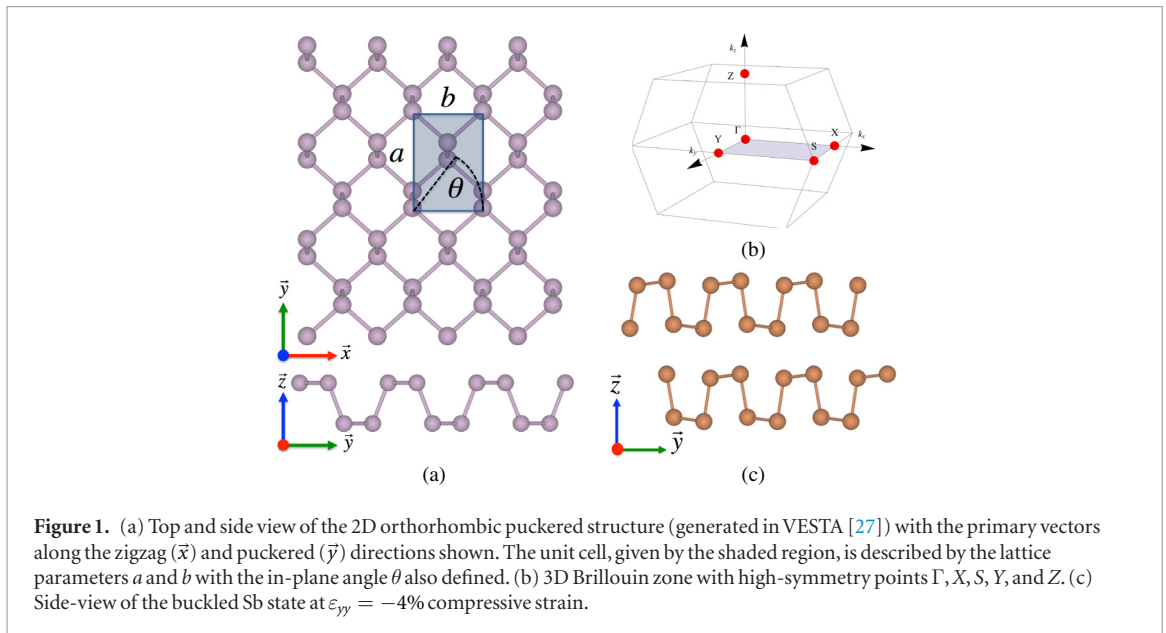 b
a
θ
y⃗
x⃗
z⃗
y⃗
(a)
k_z
Z
Γ
X
k_x
Y
S
k_y
(b)
z⃗
y⃗
(c)
Figure 1. (a) Top and side view of the 2D orthorhombic puckered structure (generated in VESTA [27]) with the primary vectors
along the zigzag (x⃗) and puckered (y⃗) directions shown. The unit cell, given by the shaded region, is described by the lattice
parameters a and b with the in-plane angle θ also defined. (b) 3D Brillouin zone with high-symmetry points Γ, X, S, Y, and Z. (c)
Side-view of the buckled Sb state at ε_yy = −4% compressive strain.